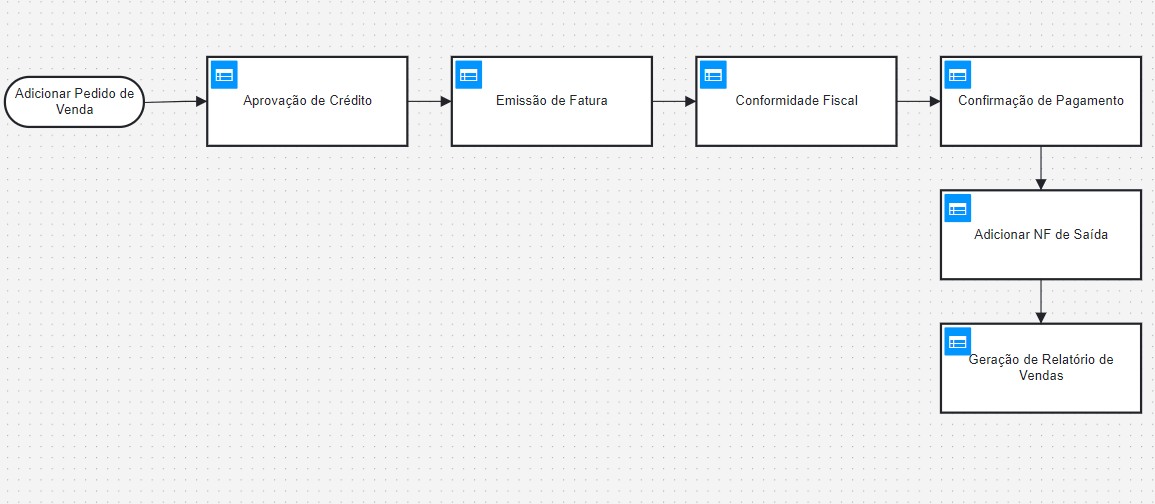 Adicionar Pedido de
Venda
Aprovação de Crédito
Emissão de Fatura
Conformidade Fiscal
Confirmação de Pagamento
Adicionar NF de Saída
Geração de Relatório de
Vendas